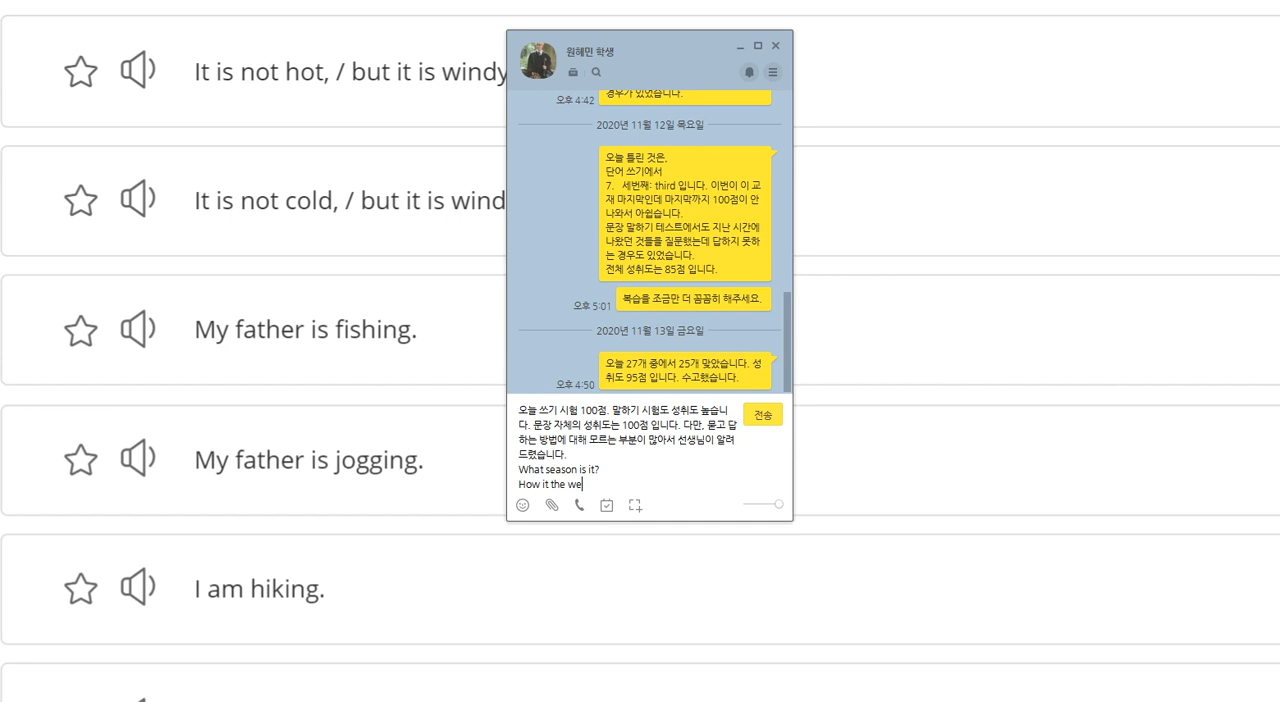 It is not hot, / but it is windy
It is not cold, / but it is wind
My father is fishing.
My father is jogging.
I am hiking.
원혜민 학생
경우가 있었습니다.
오후 4:42
2020년 11월 12일 목요일
오늘 틀린 것은,
단어 쓰기에서
7. 세번째: third 입니다. 이번이 이 교
재 마지막인데 마지막까지 100점이 안
나와서 아쉽습니다.
문장 말하기 테스트에서도 지난 시간에
나왔던 것들을 질문했는데 답하지 못하
는 경우도 있었습니다.
전체 성취도는 85점 입니다.
복습을 조금만 더 꼼꼼히 해주세요.
오후 5:01
2020년 11월 13일 금요일
오늘 27개 중에서 25개 맞았습니다. 성
취도 95점 입니다. 수고했습니다.
오후 4:50
오늘 쓰기 시험 100점. 말하기 시험도 성취도 높습니
다. 문장 자체의 성취도는 100점 입니다. 다만, 묻고 답
하는 방법에 대해 모르는 부분이 많아서 선생님이 알려
드렸습니다.
What season is it?
How it the we
전송